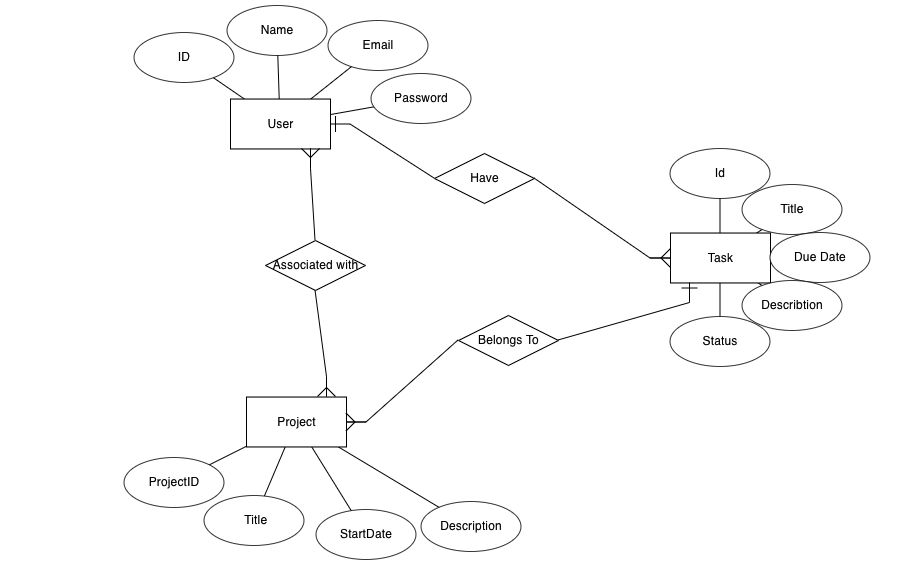 Name
Email
ID
Password
User
Have
Id
Title
Task
Due Date
Associated with
Describtion
Belongs To
Status
Project
ProjectID
Title
StartDate
Description